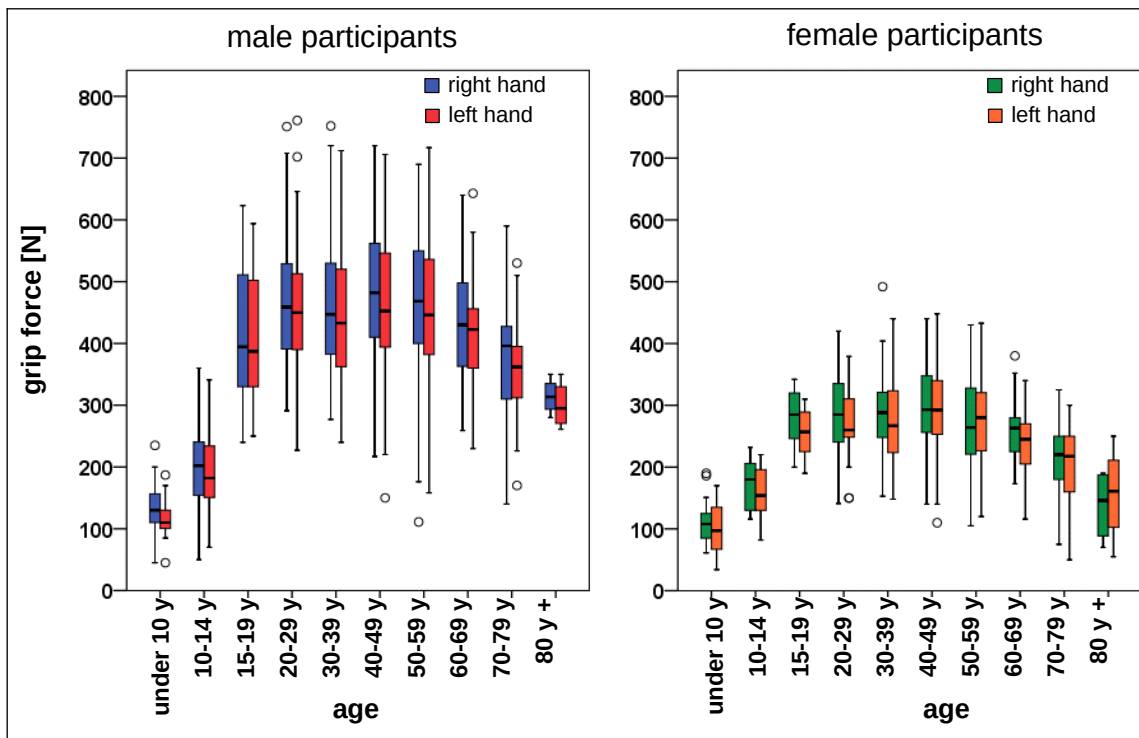 male participants
right hand
left hand
grip force [N]
800
700
600
500
400
300
200
100
0
under 10 y
10-14 y
15-19 y
20-29 y
30-39 y
40-49 y
50-59 y
60-69 y
70-79 y
80 y +
age
female participants
right hand
left hand
800
700
600
500
400
300
200
100
0
under 10 y
10-14 y
15-19 y
20-29 y
30-39 y
40-49 y
50-59 y
60-69 y
70-79 y
80 y +
age